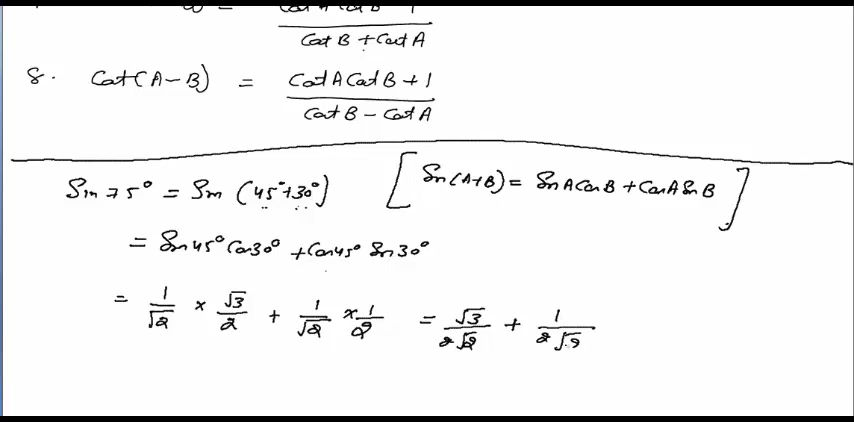 Cot B + Cot A
8. Cot(A-B) = Cot A Cot B + 1 / Cot B - Cot A
Sin 75° = Sin (45°+30°) [Sin(A+B) = Sin A Cos B + Cos A Sin B]
= Sin 45° Cos 30° + Cos 45° Sin 30°
= 1/√2 × √3/2 + 1/√2 × 1/2 = √3/2√2 + 1/2√2